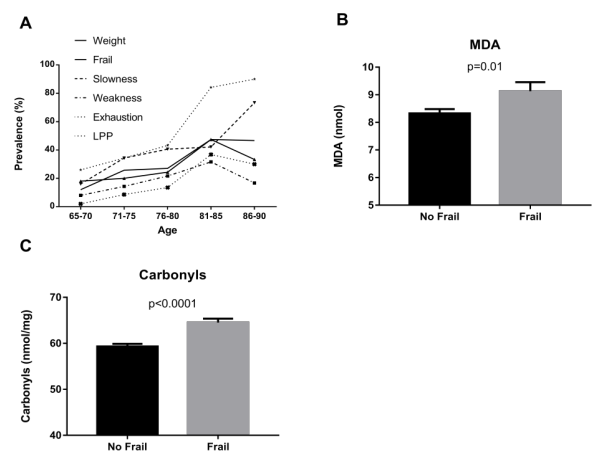 A
Weight
Frail
Slowness
Weakness
Exhaustion
LPP
Prevalence (%)
100
80
60
40
20
0
65-70 71-75 76-80 81-85 86-90
Age
B
MDA
p=0.01
MDA (nmol)
10
9
8
7
6
5
No Frail Frail
C
Carbonyls
p<0.0001
Carbonyls (nmol/mg)
70
60
50
40
No Frail Frail